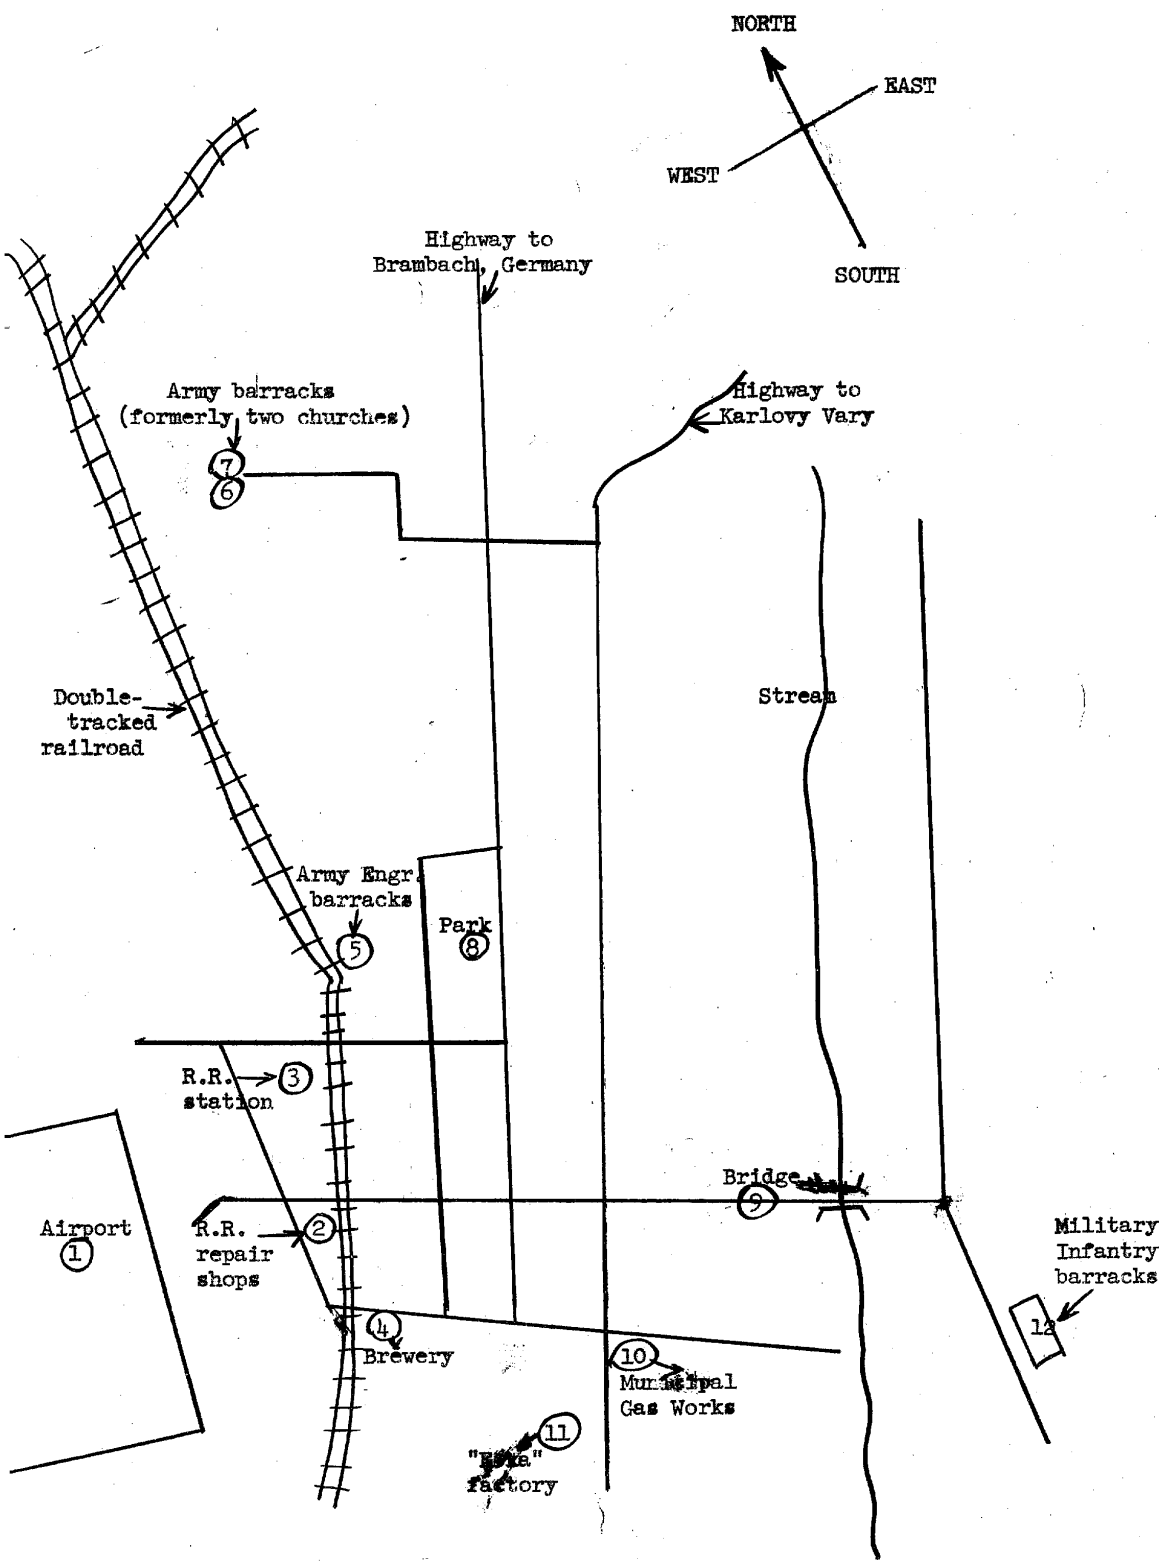 NORTH
EAST
WEST
SOUTH
Highway to
Brambach, Germany
Army barracks
(formerly two churches)
7
6
Highway to
Karlovy Vary
Stream
Double-
tracked
railroad
Army Engr.
barracks
5
Park
8
R.R.
station
3
Bridge
9
Airport
1
R.R.
repair
shops
2
Military
Infantry
barracks
12
4
Brewery
10
Municipal
Gas Works
11
factory